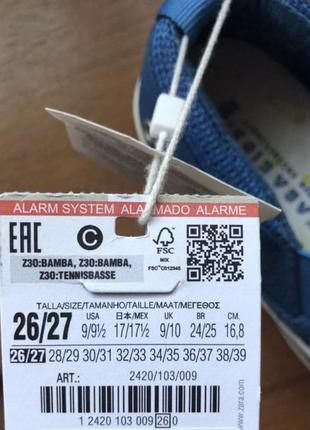 ZARA KIDS
ALARM SYSTEM ALARMADO ALARME
EAC
C
FSC
MIX
FSC® C012345
Z30:BAMBA, Z30:BAMBA,
Z30:TENNISBASSE
TALLA/SIZE/TAMANHO/TAILLE/MAAT/ΜΕΓΕΘΟΣ
USA 日本/MEX UK BR CM
26/27 9/9½ 17/17½ 9/10 24/25 16,8
26/27 28/29 30/31 32/33 34/35 36/37 38/39
ART.: 2420/103/009
1 2420 103 009 26 0
www.zara.com